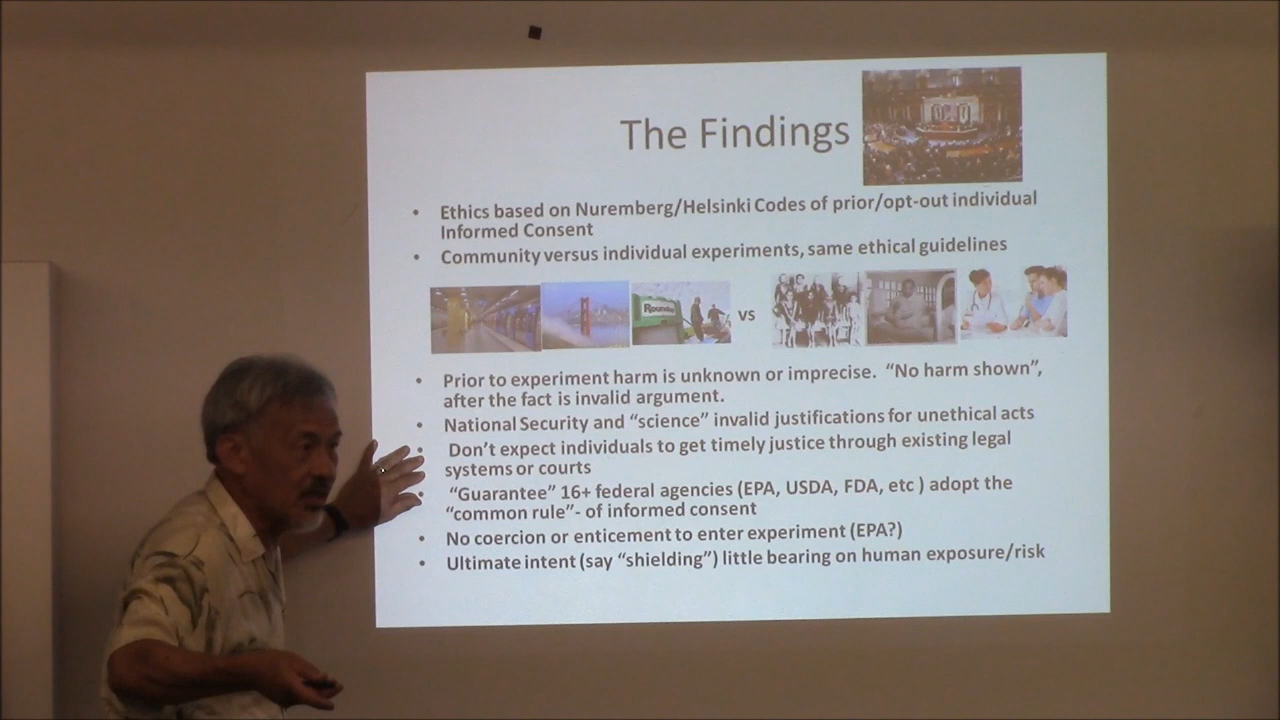 The Findings
• Ethics based on Nuremberg/Helsinki Codes of prior/opt-out individual
Informed Consent
• Community versus individual experiments, same ethical guidelines
Roundup
vs
• Prior to experiment harm is unknown or imprecise. “No harm shown”,
after the fact is invalid argument.
• National Security and “science” invalid justifications for unethical acts
• Don’t expect individuals to get timely justice through existing legal
systems or courts
• “Guarantee” 16+ federal agencies (EPA, USDA, FDA, etc ) adopt the
“common rule”- of informed consent
• No coercion or enticement to enter experiment (EPA?)
• Ultimate intent (say “shielding”) little bearing on human exposure/risk